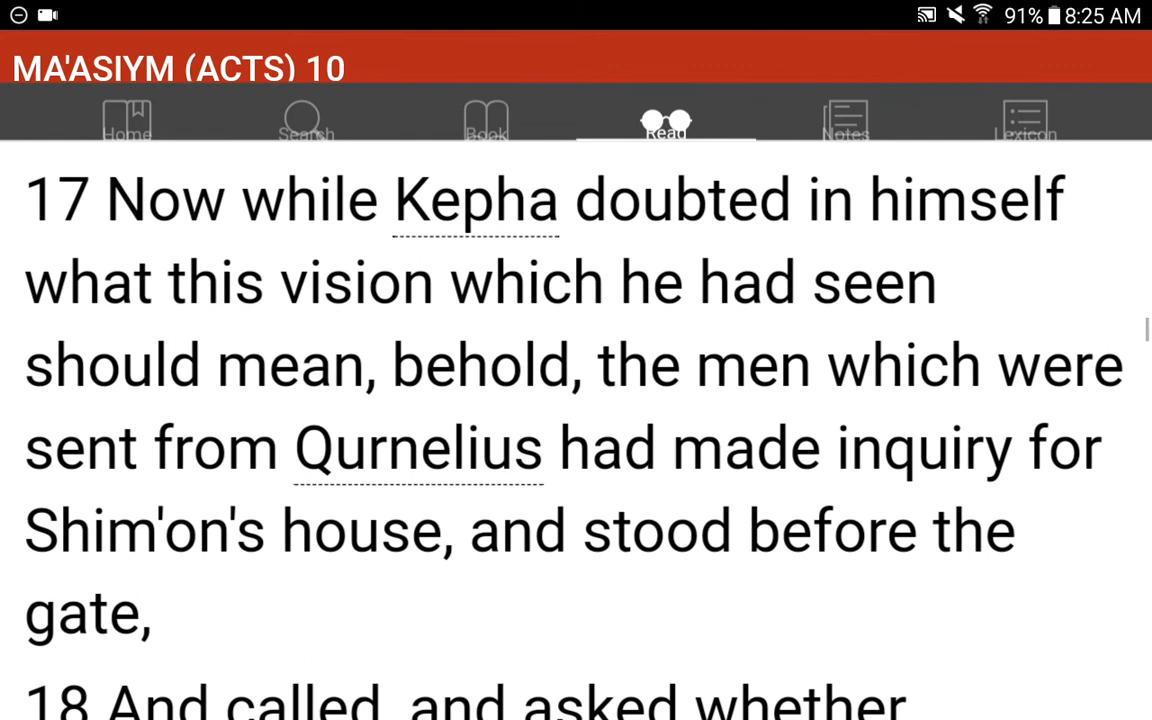 91% 8:25 AM
MA'ASIYM (ACTS) 10
Home Search Book Read Notes Lexicon
17 Now while Kepha doubted in himself
what this vision which he had seen
should mean, behold, the men which were
sent from Qurnelius had made inquiry for
Shim'on's house, and stood before the
gate,
18 And called, and asked whether